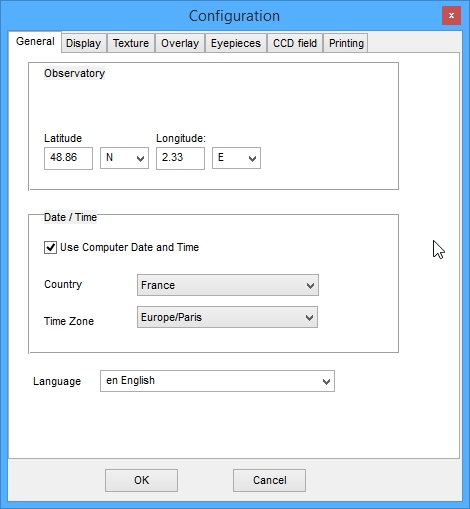 Configuration
x
General Display Texture Overlay Eyepieces CCD field Printing
Observatory
Latitude Longitude:
48.86 N 2.33 E
Date / Time
Use Computer Date and Time
Country France
Time Zone Europe/Paris
Language en English
OK Cancel